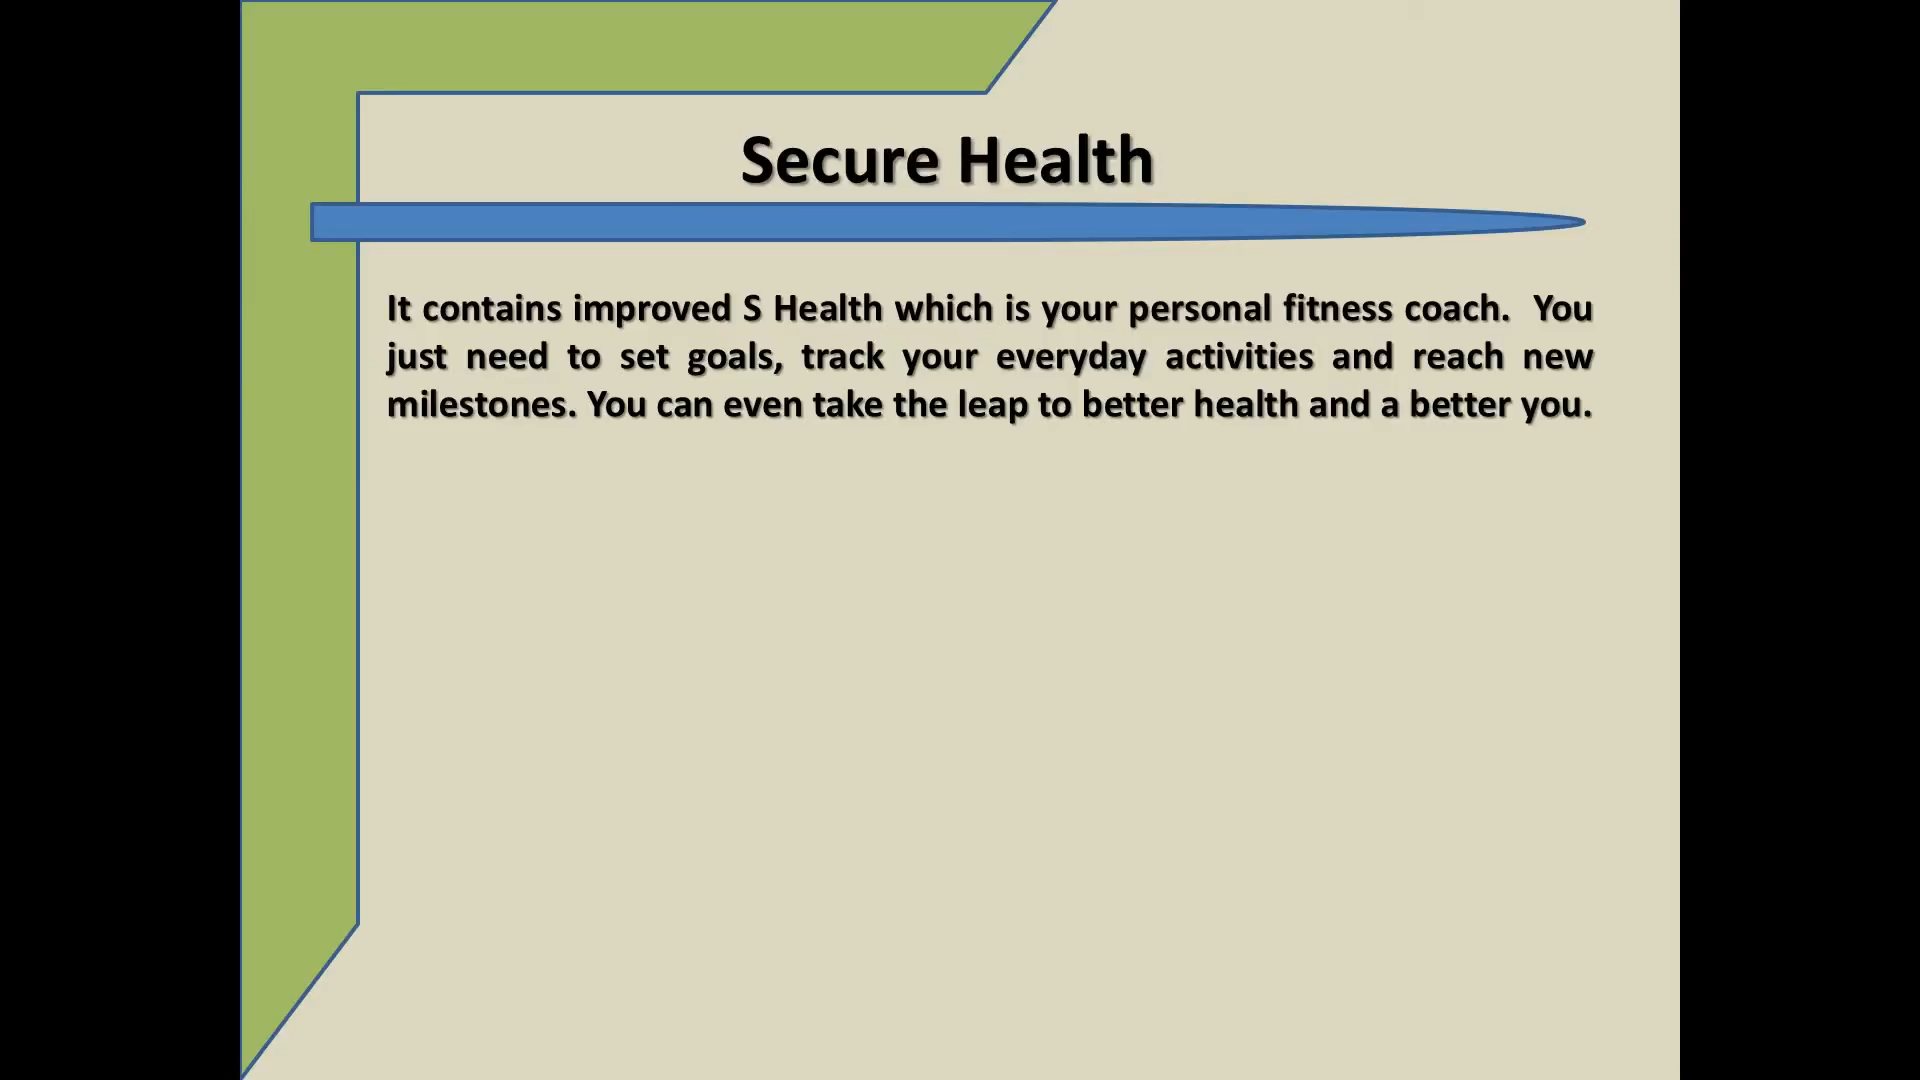 Secure Health
It contains improved S Health which is your personal fitness coach.  You
just need to set goals, track your everyday activities and reach new
milestones. You can even take the leap to better health and a better you.